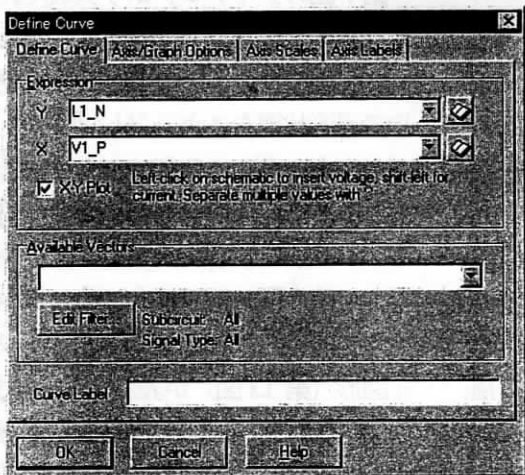 Define Curve
Define Curve Axis/Graph Options Axis Scales Axis Labels
Expression
Y L1_N
X V1_P
X-Y Plot Left-click on schematic to insert voltage, shift-left for
current. Separate multiple values with
Available Vectors
Edit Filter... Subcircuit: All
Signal Type: All
Curve Label
OK Cancel Help